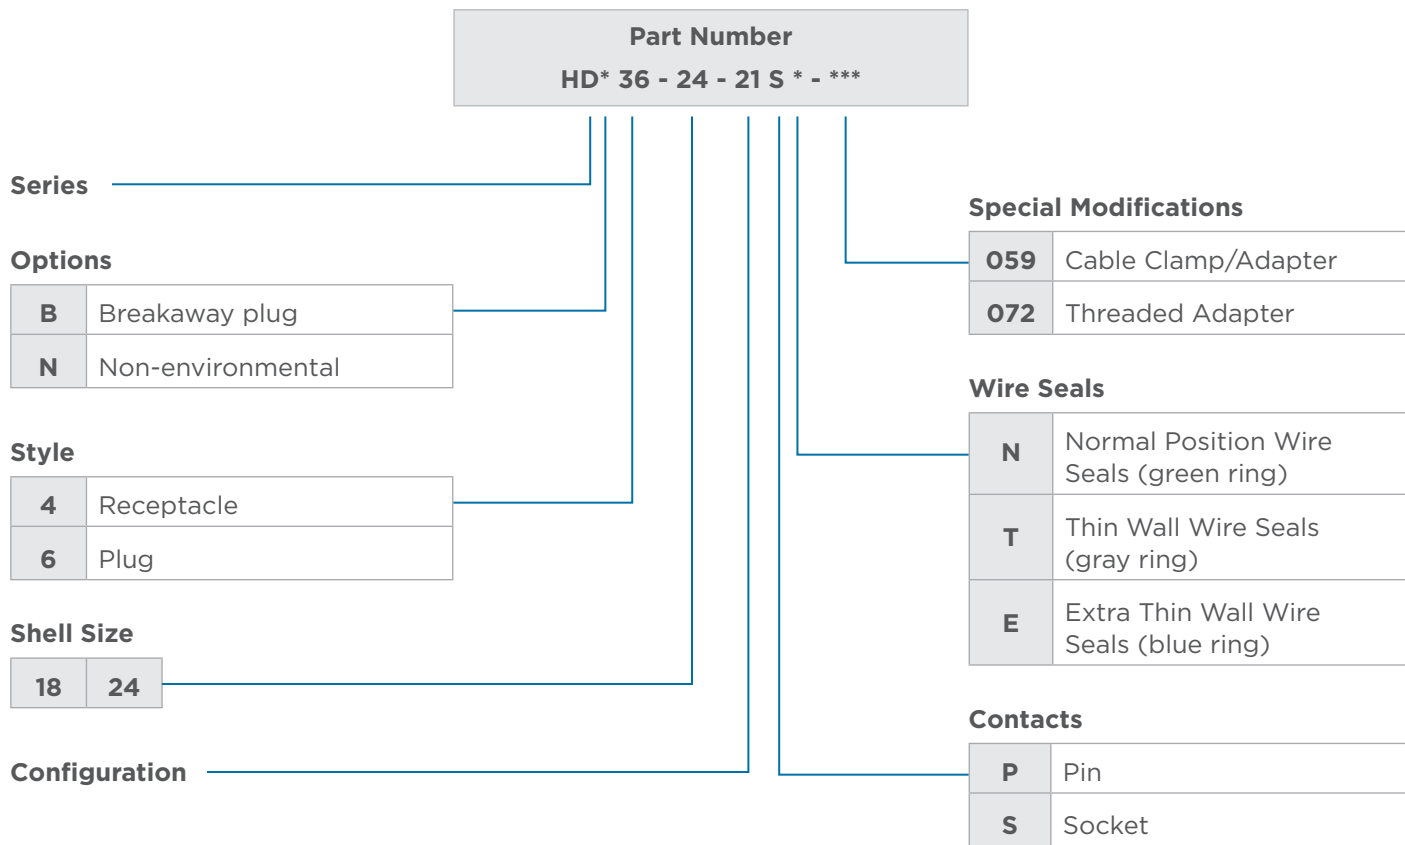 Part Number
HD* 36 - 24 - 21 S * - ***
Series
Options
B Breakaway plug
N Non-environmental
Style
4 Receptacle
6 Plug
Shell Size
18 24
Configuration
Special Modifications
059 Cable Clamp/Adapter
072 Threaded Adapter
Wire Seals
N Normal Position Wire
Seals (green ring)
T Thin Wall Wire Seals
(gray ring)
E Extra Thin Wall Wire
Seals (blue ring)
Contacts
P Pin
S Socket